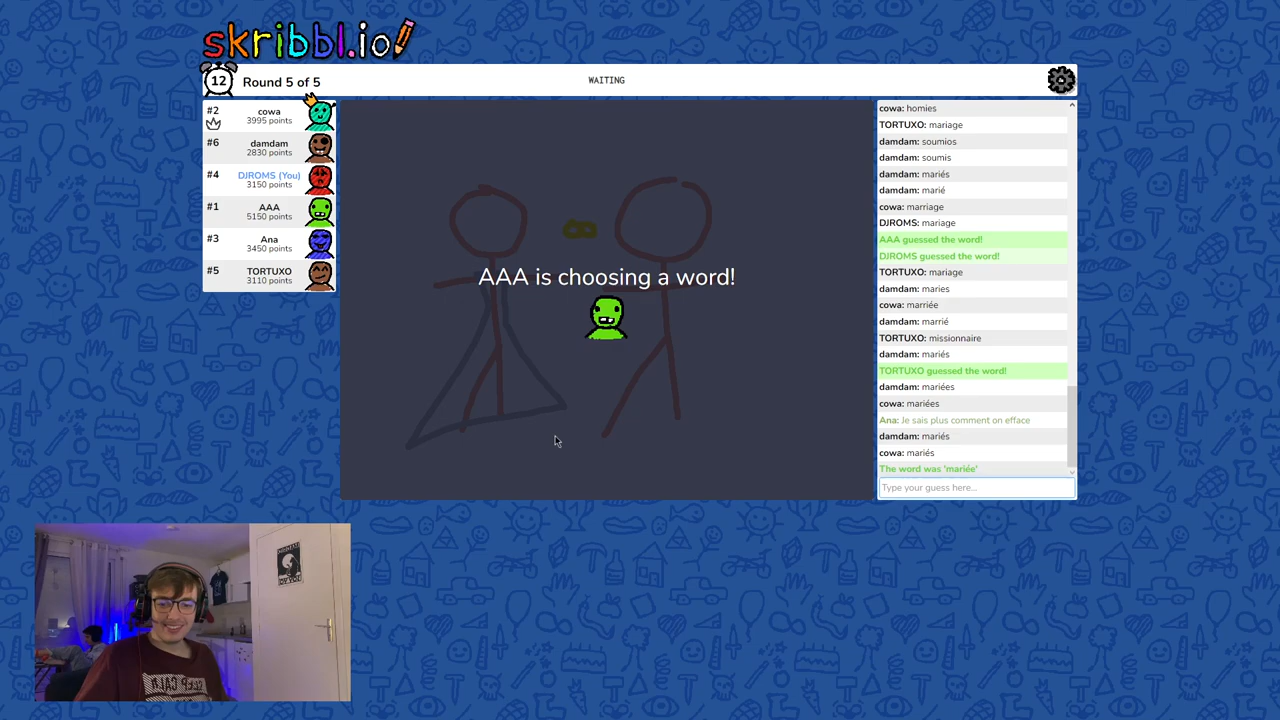 skribbl.io
12
Round 5 of 5
WAITING
#2
cowa
3995 points
#6
damdam
2830 points
#4
DJROMS (You)
3150 points
#1
AAA
5150 points
#3
Ana
3450 points
#5
TORTUXO
3110 points
AAA is choosing a word!
cowa: homies
TORTUXO: mariage
damdam: soumios
damdam: soumis
damdam: mariés
damdam: marié
cowa: marriage
DJROMS: mariage
AAA guessed the word!
DJROMS guessed the word!
TORTUXO: mariage
damdam: maries
cowa: marriée
damdam: marrié
TORTUXO: missionnaire
damdam: mariés
TORTUXO guessed the word!
damdam: mariées
cowa: mariées
Ana: Je sais plus comment on efface
damdam: mariés
cowa: mariés
The word was 'mariée'
Type your guess here...